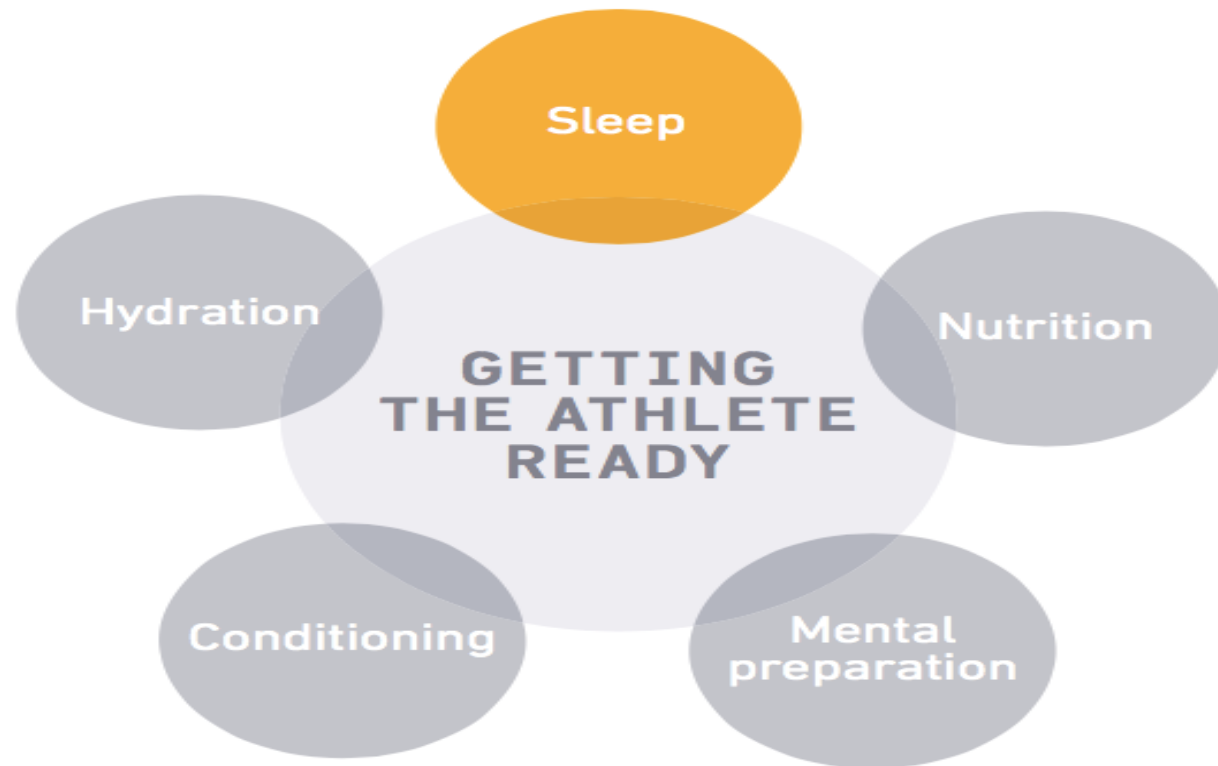 Sleep
Hydration
Nutrition
GETTING
THE ATHLETE
READY
Conditioning
Mental
preparation